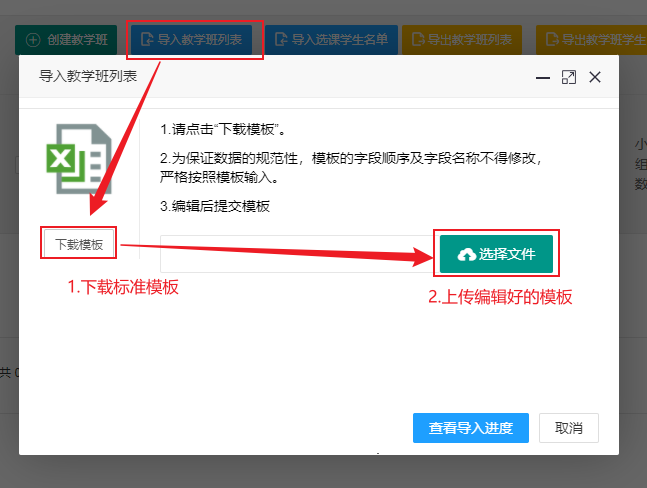 创建教学班
导入教学班列表
导入选课学生名单
导出教学班列表
导出教学班学生
导入教学班列表
小
组
数
1.请点击“下载模板”。
2.为保证数据的规范性，模板的字段顺序及字段名称不得修改，
严格按照模板输入。
3.编辑后提交模板
下载模板
选择文件
1.下载标准模板
2.上传编辑好的模板
共 0
查看导入进度
取消